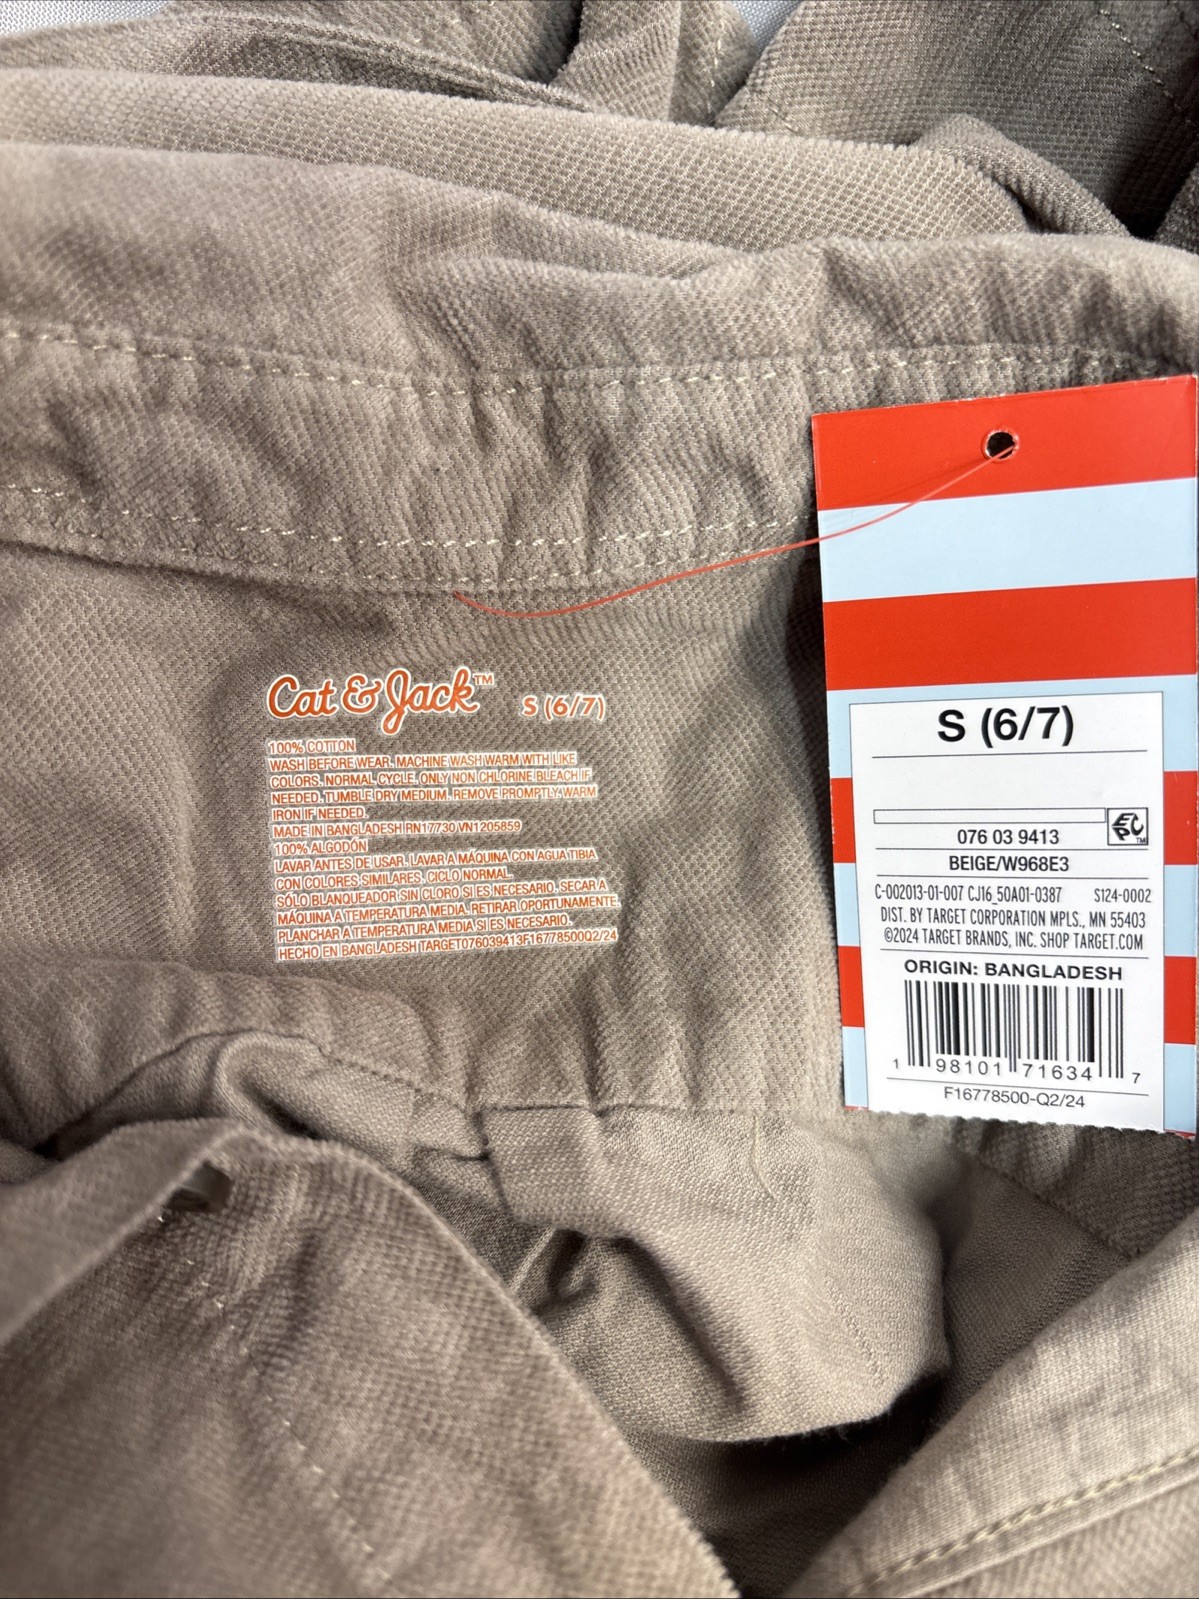 Cat & Jack™ S (6/7)
100% COTTON
WASH BEFORE WEAR. MACHINE WASH WARM WITH LIKE
COLORS. NORMAL CYCLE. ONLY NON CHLORINE BLEACH IF
NEEDED. TUMBLE DRY MEDIUM. REMOVE PROMPTLY. WARM
IRON IF NEEDED.
MADE IN BANGLADESH RN17730 VN1205859
100% ALGODÓN
LAVAR ANTES DE USAR. LAVAR A MÁQUINA CON AGUA TIBIA
CON COLORES SIMILARES. CICLO NORMAL.
SÓLO BLANQUEADOR SIN CLORO SI ES NECESARIO. SECAR A
MÁQUINA A TEMPERATURA MEDIA. RETIRAR OPORTUNAMENTE.
PLANCHAR A TEMPERATURA MEDIA SI ES NECESARIO.
HECHO EN BANGLADESH TARGET076039413F16778500Q2/24
S (6/7)
EPC™
076 03 9413
BEIGE/W968E3
C-002013-01-007 CJ16_50A01-0387 S124-0002
DIST. BY TARGET CORPORATION MPLS., MN 55403
©2024 TARGET BRANDS, INC. SHOP TARGET.COM
ORIGIN: BANGLADESH
1 98101 71634 7
F16778500-Q2/24